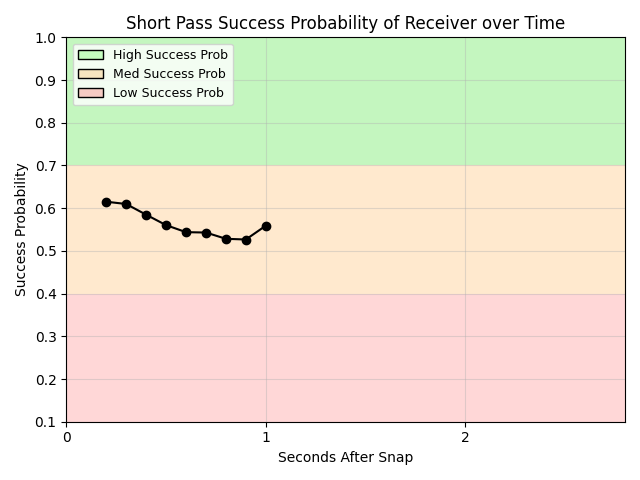 Short Pass Success Probability of Receiver over Time
1.0
High Success Prob
0.9
Med Success Prob
Low Success Prob
0.8
0.7
0.6
Success Probability
0.5
0.4
0.3
0.2
0.1
0
1
2
Seconds After Snap